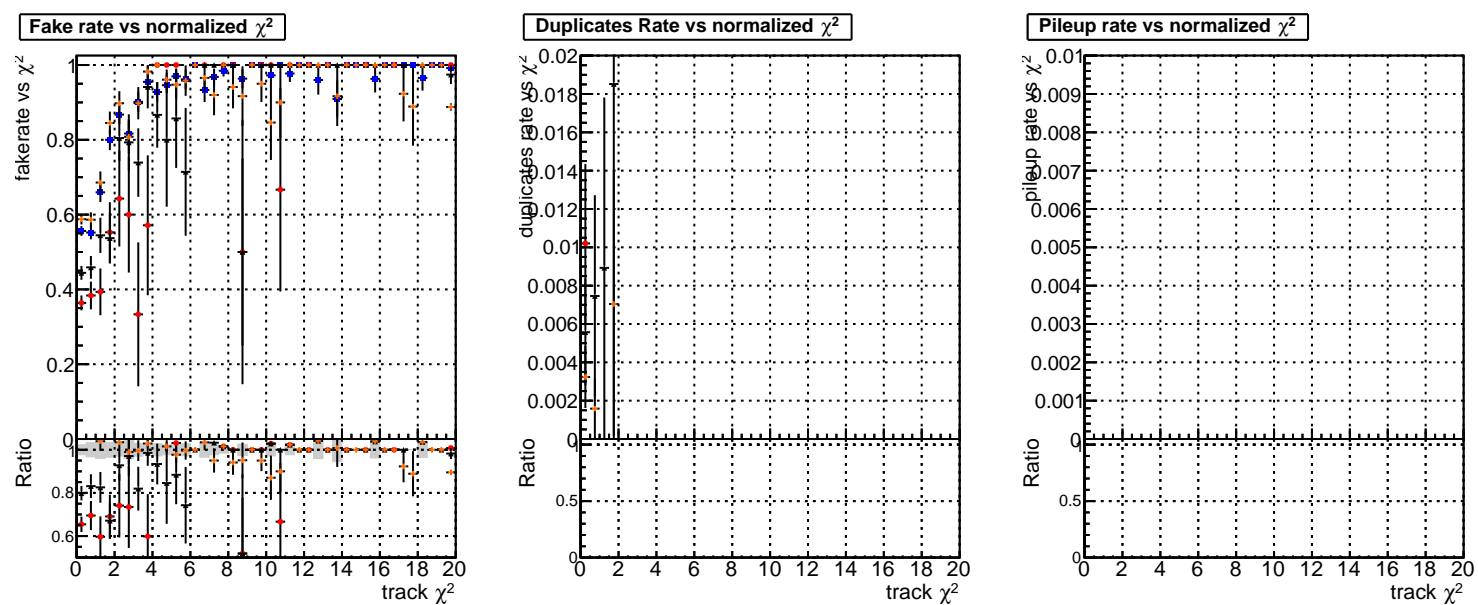 Fake rate vs normalized χ²
fakerate vs χ²
1
0.8
0.6
0.4
0.2
0
Ratio
1
0.8
0.6
0 2 4 6 8 10 12 14 16 18 20
track χ²
Duplicates Rate vs normalized χ²
duplicates rate vs χ²
0.02
0.018
0.016
0.014
0.012
0.01
0.008
0.006
0.004
0.002
0
Ratio
1
0.5
0
0 2 4 6 8 10 12 14 16 18 20
track χ²
Pileup rate vs normalized χ²
pileup rate vs χ²
0.01
0.009
0.008
0.007
0.006
0.005
0.004
0.003
0.002
0.001
0
Ratio
1
0.5
0
0 2 4 6 8 10 12 14 16 18 20
track χ²